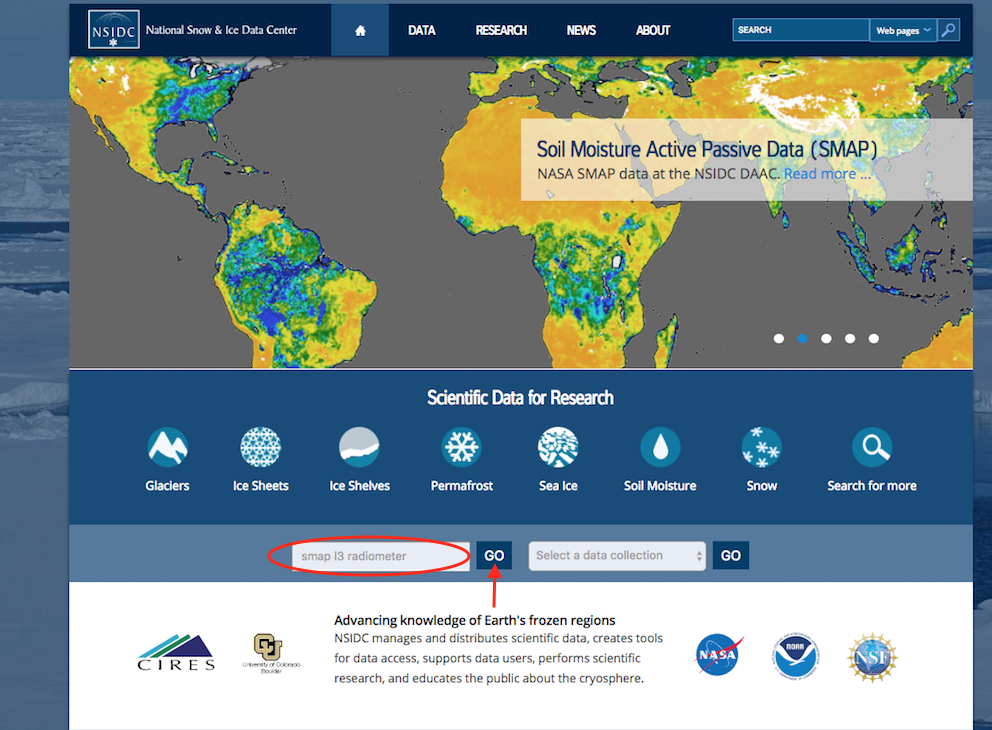 NSIDC
National Snow & Ice Data Center
DATA
RESEARCH
NEWS
ABOUT
SEARCH
Web pages
Soil Moisture Active Passive Data (SMAP)
NASA SMAP data at the NSIDC DAAC. Read more ...
Scientific Data for Research
Glaciers
Ice Sheets
Ice Shelves
Permafrost
Sea Ice
Soil Moisture
Snow
Search for more
smap l3 radiometer
GO
Select a data collection
GO
Advancing knowledge of Earth's frozen regions
NSIDC manages and distributes scientific data, creates tools
for data access, supports data users, performs scientific
research, and educates the public about the cryosphere.
CIRES
CU
University of Colorado
Boulder
NASA
NOAA
NSF